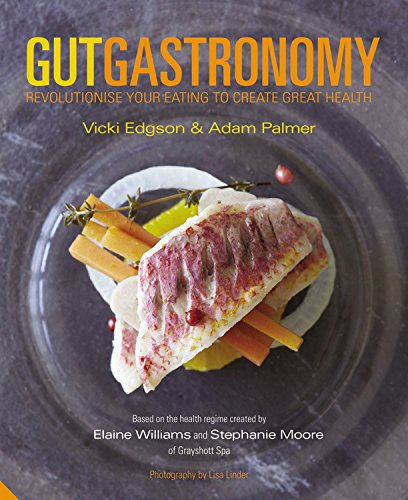 GUTGASTRONOMY
REVOLUTIONISE YOUR EATING TO CREATE GREAT HEALTH
Vicki Edgson & Adam Palmer
Based on the health regime created by
Elaine Williams and Stephanie Moore
of Grayshott Spa
Photography by Lisa Linder